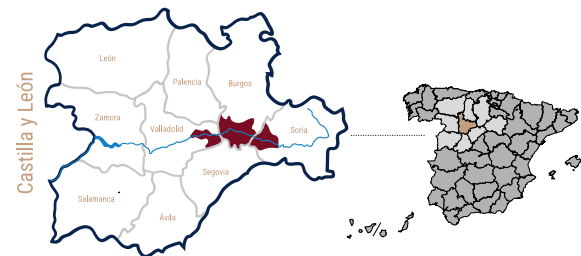 Castilla y León
León
Palencia
Burgos
Zamora
Valladolid
Soria
Segovia
Salamanca
Ávila